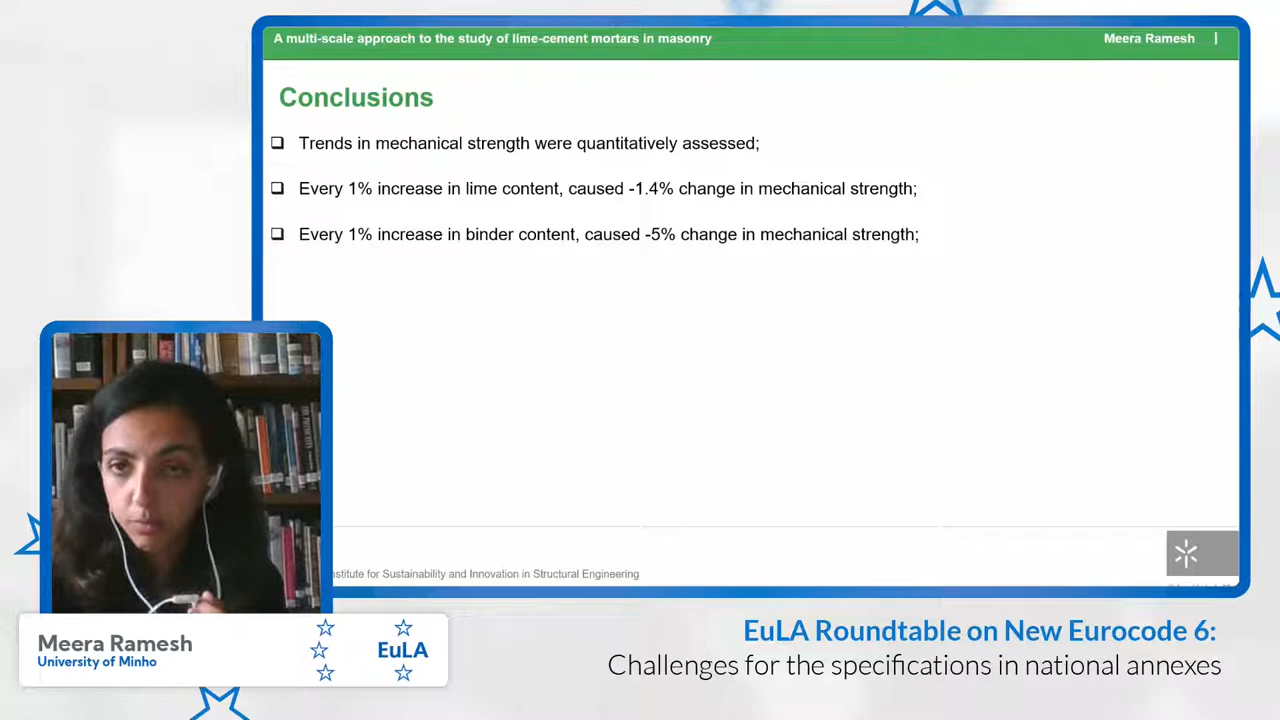 A multi-scale approach to the study of lime-cement mortars in masonry
Meera Ramesh |
Conclusions
Trends in mechanical strength were quantitatively assessed;
Every 1% increase in lime content, caused -1.4% change in mechanical strength;
Every 1% increase in binder content, caused -5% change in mechanical strength;
for Sustainability and Innovation in Structural Engineering
Meera Ramesh
University of Minho
EuLA
EuLA Roundtable on New Eurocode 6:
Challenges for the specifications in national annexes